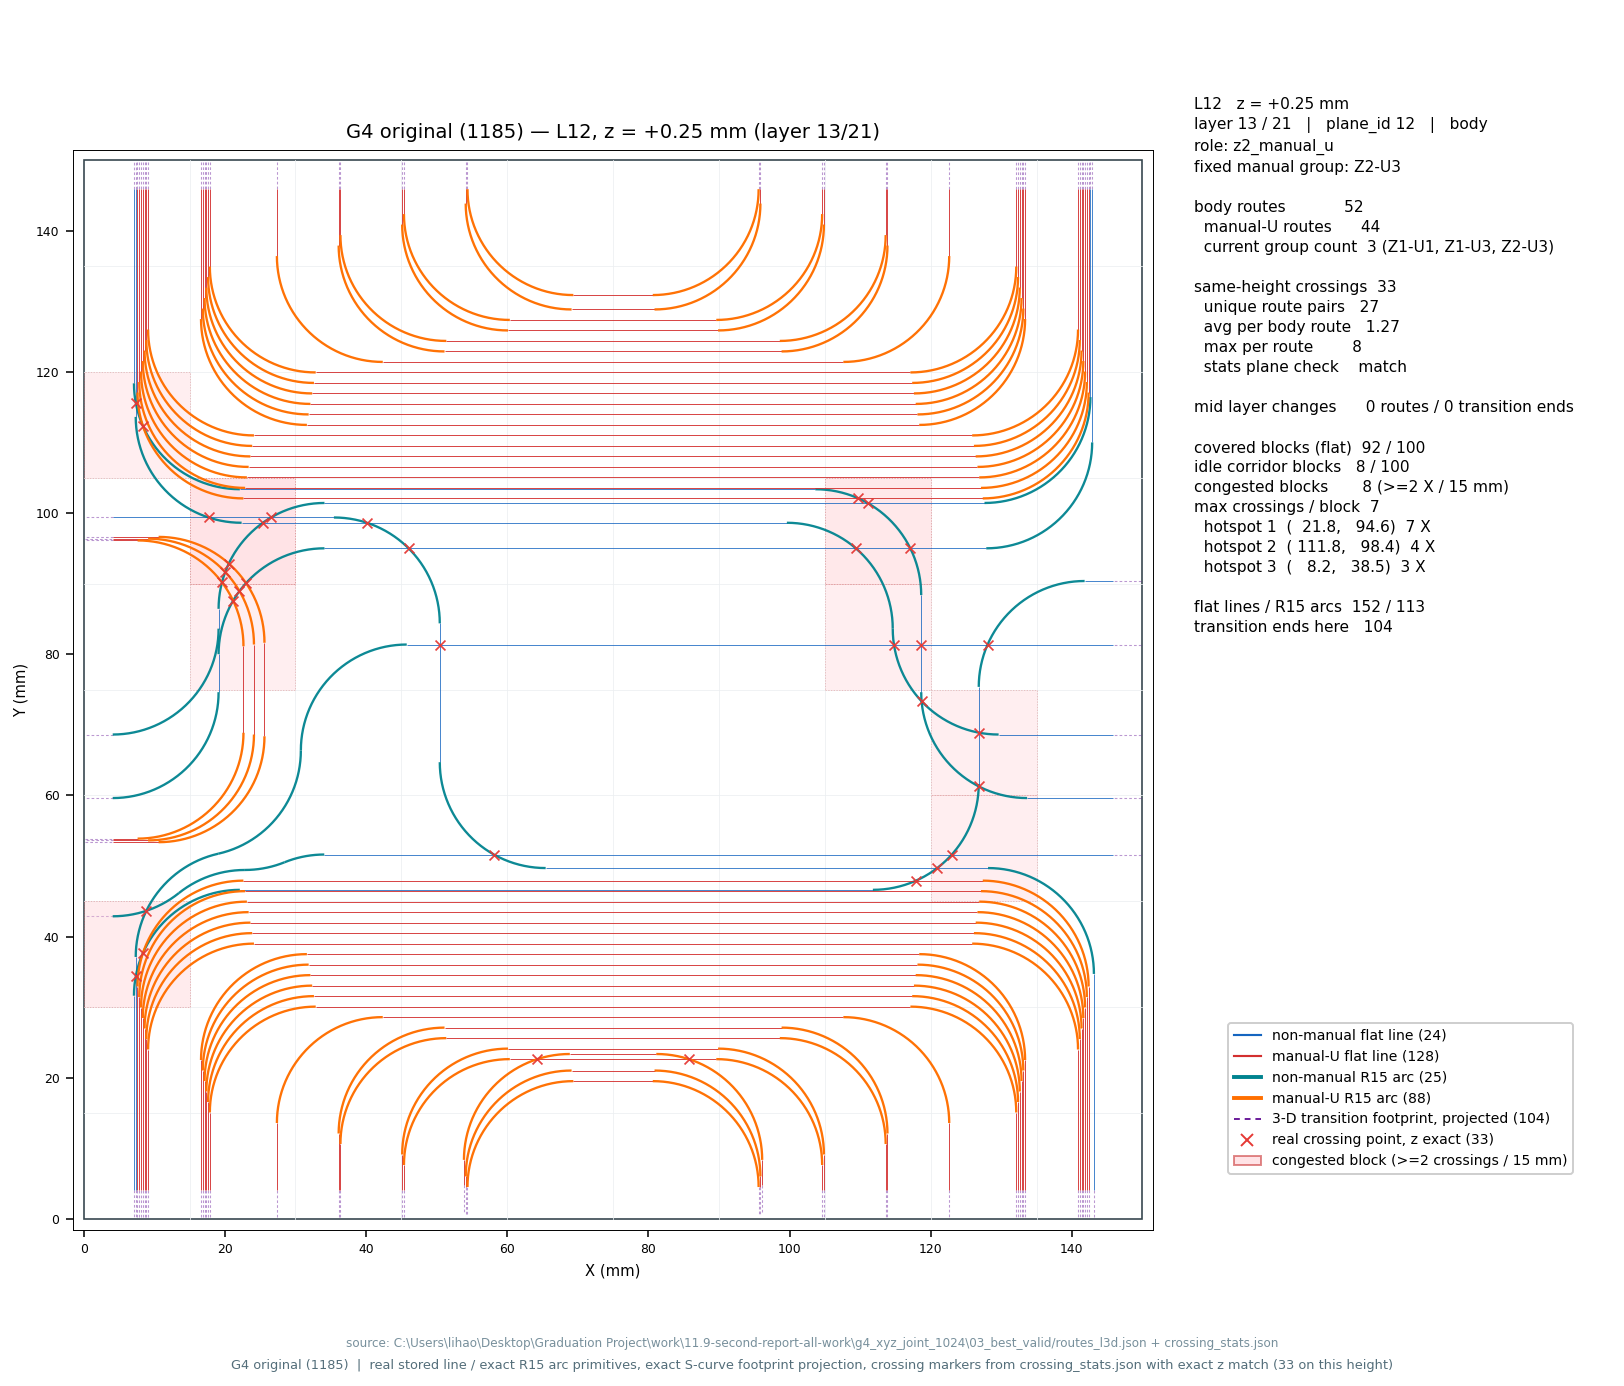 G4 original (1185) — L12, z = +0.25 mm (layer 13/21)
L12   z = +0.25 mm
layer 13 / 21   |   plane_id 12   |   body
role: z2_manual_u
fixed manual group: Z2-U3
body routes            52
manual-U routes      44
current group count  3 (Z1-U1, Z1-U3, Z2-U3)
same-height crossings  33
unique route pairs   27
avg per body route   1.27
max per route        8
stats plane check    match
mid layer changes      0 routes / 0 transition ends
covered blocks (flat)  92 / 100
idle corridor blocks   8 / 100
congested blocks       8 (>=2 X / 15 mm)
max crossings / block  7
hotspot 1  (  21.8,   94.6)  7 X
hotspot 2  ( 111.8,   98.4)  4 X
hotspot 3  (   8.2,   38.5)  3 X
flat lines / R15 arcs  152 / 113
transition ends here   104
140
120
100
80
60
40
20
0
Y (mm)
0 20 40 60 80 100 120 140
X (mm)
non-manual flat line (24)
manual-U flat line (128)
non-manual R15 arc (25)
manual-U R15 arc (88)
3-D transition footprint, projected (104)
real crossing point, z exact (33)
congested block (>=2 crossings / 15 mm)
source: C:\Users\lihao\Desktop\Graduation Project\work\11.9-second-report-all-work\g4_xyz_joint_1024\03_best_valid/routes_l3d.json + crossing_stats.json
G4 original (1185)  |  real stored line / exact R15 arc primitives, exact S-curve footprint projection, crossing markers from crossing_stats.json with exact z match (33 on this height)